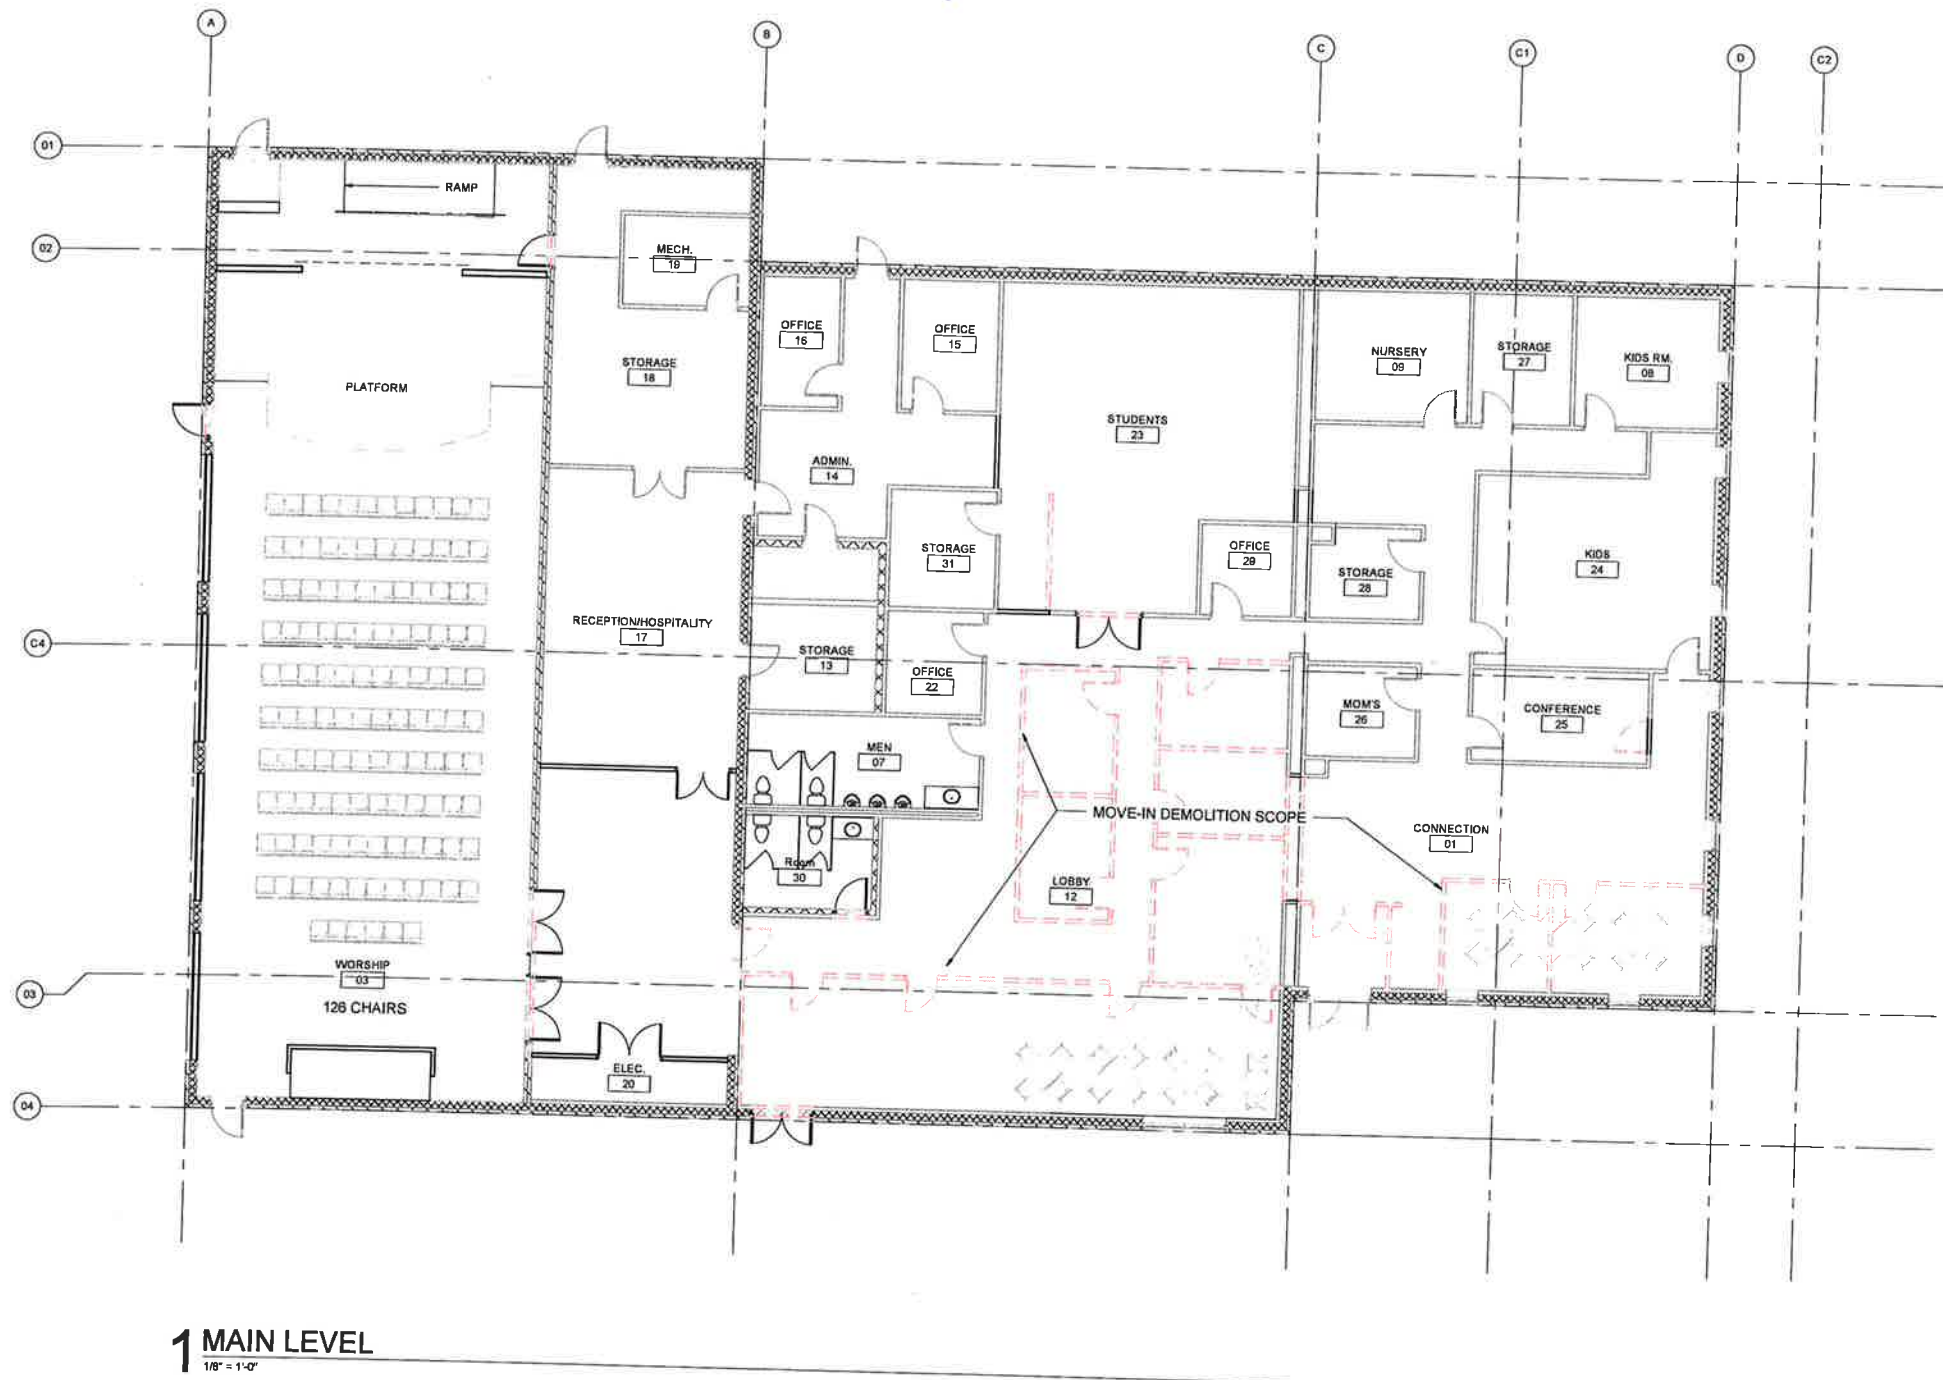 A
B
C
C1
D
C2
01
RAMP
02
MECH.
19
OFFICE
16
OFFICE
15
STORAGE
18
NURSERY
09
STORAGE
27
KIDS RM.
08
PLATFORM
STUDENTS
23
ADMIN.
14
STORAGE
31
OFFICE
29
STORAGE
28
KIDS
24
C4
RECEPTION/HOSPITALITY
17
STORAGE
13
OFFICE
22
MOM'S
26
CONFERENCE
25
MEN
07
MOVE-IN DEMOLITION SCOPE
CONNECTION
01
Room
30
LOBBY
12
WORSHIP
03
126 CHAIRS
03
ELEC.
20
04
1 MAIN LEVEL
1/8" = 1'-0"